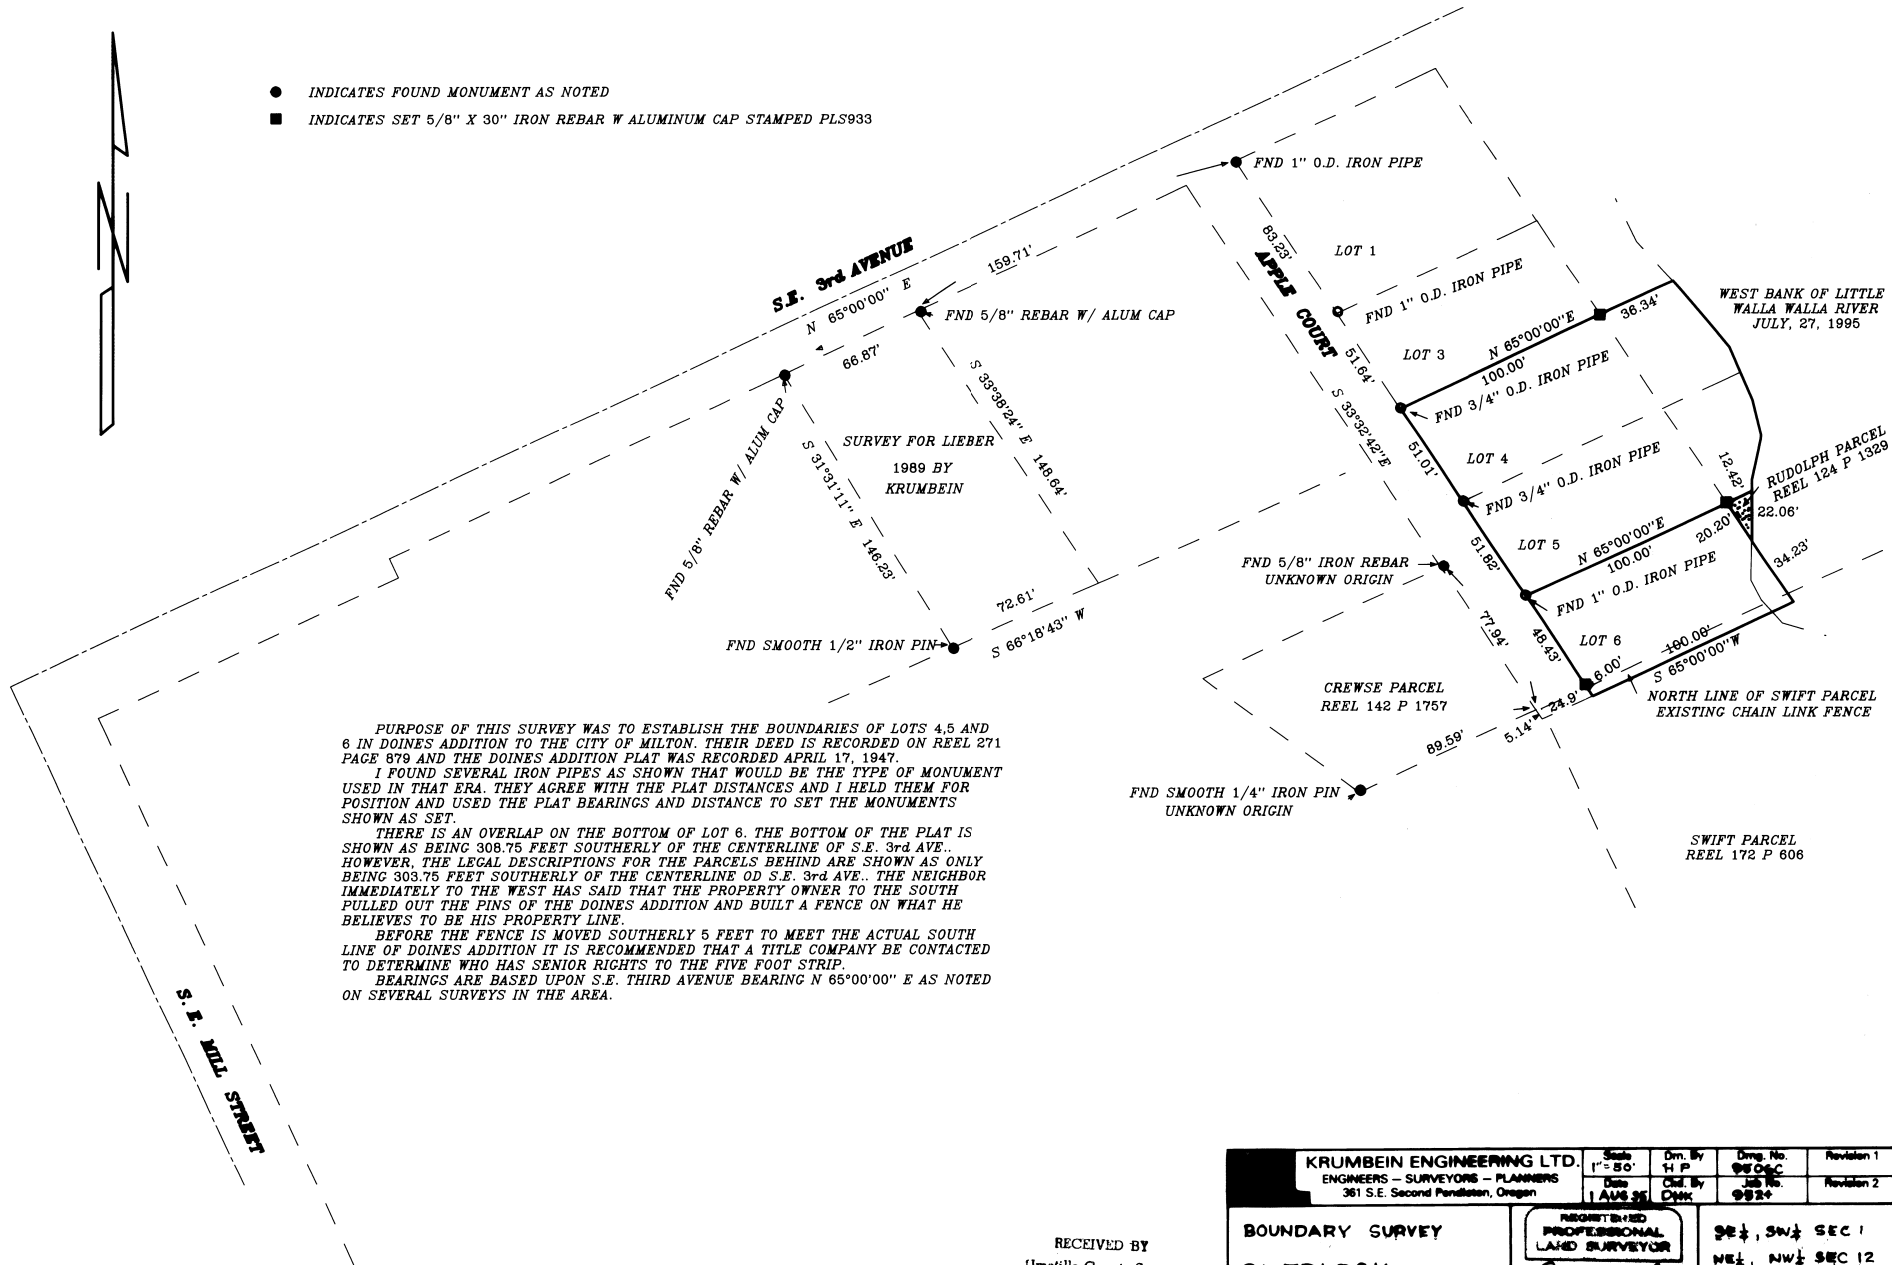 INDICATES FOUND MONUMENT AS NOTED
INDICATES SET 5/8" X 30" IRON REBAR W ALUMINUM CAP STAMPED PLS933
N
S.E. 3rd AVENUE
N 65°00'00" E
159.71'
66.87'
FND 5/8" REBAR W/ ALUM CAP
FND 5/8" REBAR W/ ALUM CAP
S 33°38'24" E 148.64'
S 31°31'11" E 146.23'
SURVEY FOR LIEBER
1989 BY
KRUMBEIN
FND SMOOTH 1/2" IRON PIN
72.61'
S 66°18'43" W
FND 1" O.D. IRON PIPE
83.23'
LOT 1
APPLE COURT
FND 1" O.D. IRON PIPE
51.64'
LOT 3
N 65°00'00"E
100.00'
36.34'
FND 3/4" O.D. IRON PIPE
WEST BANK OF LITTLE
WALLA WALLA RIVER
JULY, 27, 1995
S 33°32'42"E
51.01'
LOT 4
FND 3/4" O.D. IRON PIPE
12.42'
RUDOLPH PARCEL
REEL 124 P 1329
22.06'
20.20'
34.23'
51.82'
LOT 5
N 65°00'00"E
100.00'
FND 1" O.D. IRON PIPE
FND 5/8" IRON REBAR
UNKNOWN ORIGIN
77.94'
48.43'
LOT 6
100.00'
6.00'
S 65°00'00"W
24.9'
5.14'
89.59'
CREWSE PARCEL
REEL 142 P 1757
NORTH LINE OF SWIFT PARCEL
EXISTING CHAIN LINK FENCE
FND SMOOTH 1/4" IRON PIN
UNKNOWN ORIGIN
SWIFT PARCEL
REEL 172 P 606
PURPOSE OF THIS SURVEY WAS TO ESTABLISH THE BOUNDARIES OF LOTS 4,5 AND
6 IN DOINES ADDITION TO THE CITY OF MILTON. THEIR DEED IS RECORDED ON REEL 271
PAGE 879 AND THE DOINES ADDITION PLAT WAS RECORDED APRIL 17, 1947.
I FOUND SEVERAL IRON PIPES AS SHOWN THAT WOULD BE THE TYPE OF MONUMENT
USED IN THAT ERA. THEY AGREE WITH THE PLAT DISTANCES AND I HELD THEM FOR
POSITION AND USED THE PLAT BEARINGS AND DISTANCE TO SET THE MONUMENTS
SHOWN AS SET.
THERE IS AN OVERLAP ON THE BOTTOM OF LOT 6. THE BOTTOM OF THE PLAT IS
SHOWN AS BEING 308.75 FEET SOUTHERLY OF THE CENTERLINE OF S.E. 3rd AVE..
HOWEVER, THE LEGAL DESCRIPTIONS FOR THE PARCELS BEHIND ARE SHOWN AS ONLY
BEING 303.75 FEET SOUTHERLY OF THE CENTERLINE OD S.E. 3rd AVE.. THE NEIGHBOR
IMMEDIATELY TO THE WEST HAS SAID THAT THE PROPERTY OWNER TO THE SOUTH
PULLED OUT THE PINS OF THE DOINES ADDITION AND BUILT A FENCE ON WHAT HE
BELIEVES TO BE HIS PROPERTY LINE.
BEFORE THE FENCE IS MOVED SOUTHERLY 5 FEET TO MEET THE ACTUAL SOUTH
LINE OF DOINES ADDITION IT IS RECOMMENDED THAT A TITLE COMPANY BE CONTACTED
TO DETERMINE WHO HAS SENIOR RIGHTS TO THE FIVE FOOT STRIP.
BEARINGS ARE BASED UPON S.E. THIRD AVENUE BEARING N 65°00'00" E AS NOTED
ON SEVERAL SURVEYS IN THE AREA.
S. E. MILL STREET
RECEIVED BY
KRUMBEIN ENGINEERING LTD.
ENGINEERS – SURVEYORS – PLANNERS
361 S.E. Second Pendleton, Oregon
Scale
1"=50'
Drn. By
H P
Drng. No.
9506C
Revision 1
Date
1 AUG 95
Chd. By
DHK
Job No.
9524
Revision 2
BOUNDARY SURVEY
REGISTERED
PROFESSIONAL
LAND SURVEYOR
SE¼, SW¼ SEC 1
NE¼, NW¼ SEC 12